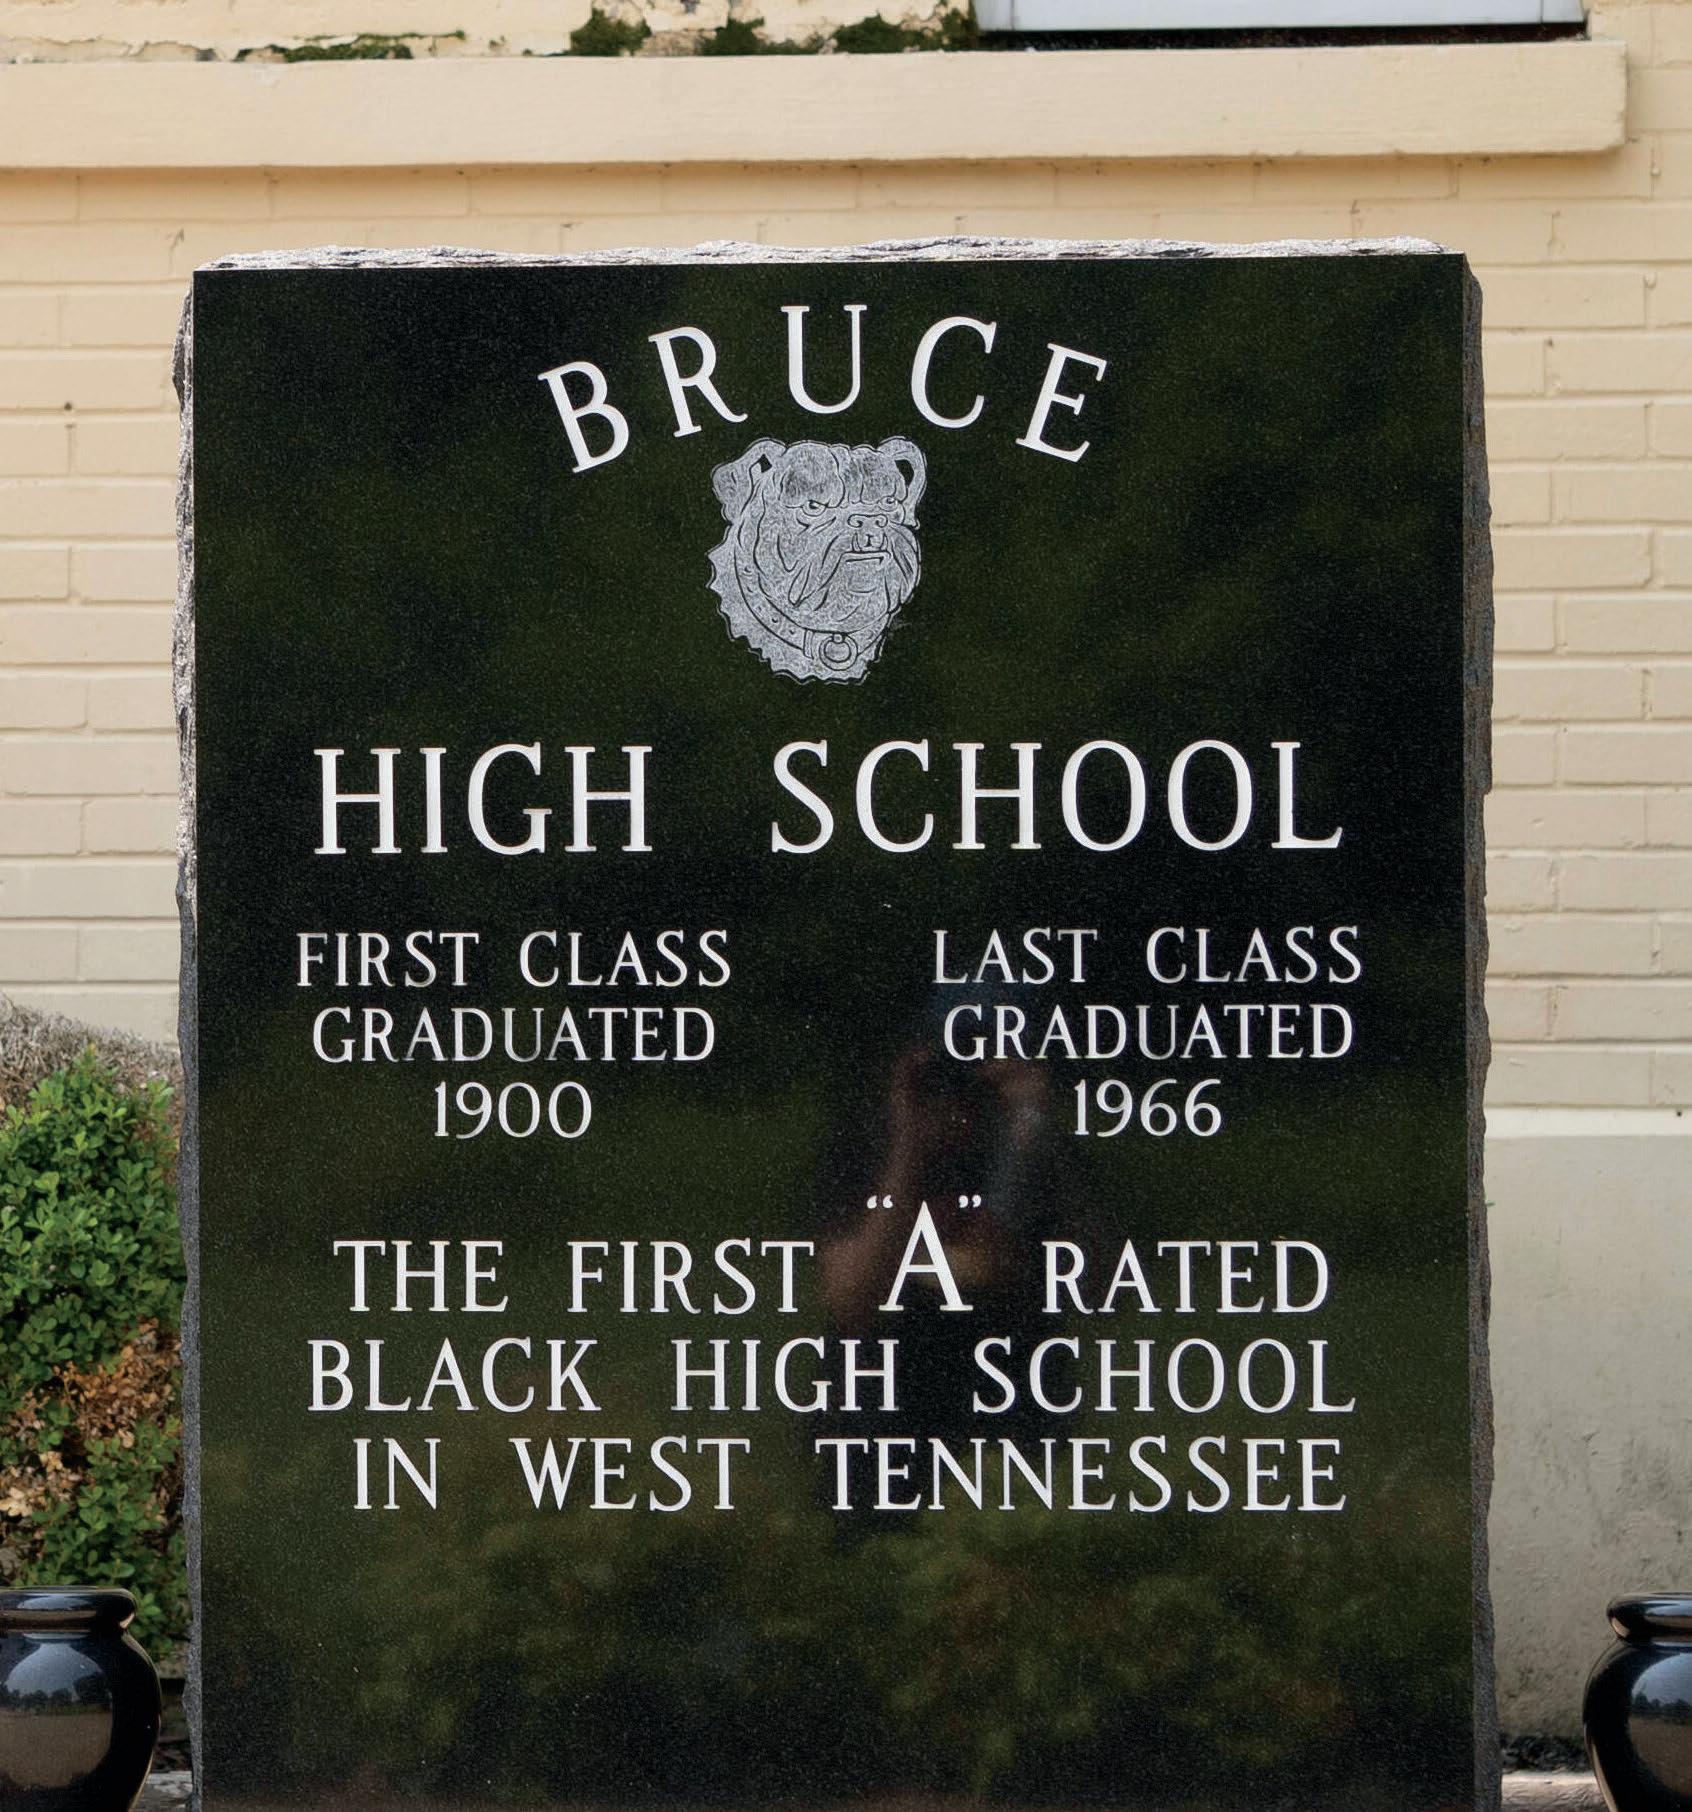 BRUCE
HIGH SCHOOL
FIRST CLASS
GRADUATED
1900
LAST CLASS
GRADUATED
1966
THE FIRST “A” RATED
BLACK HIGH SCHOOL
IN WEST TENNESSEE